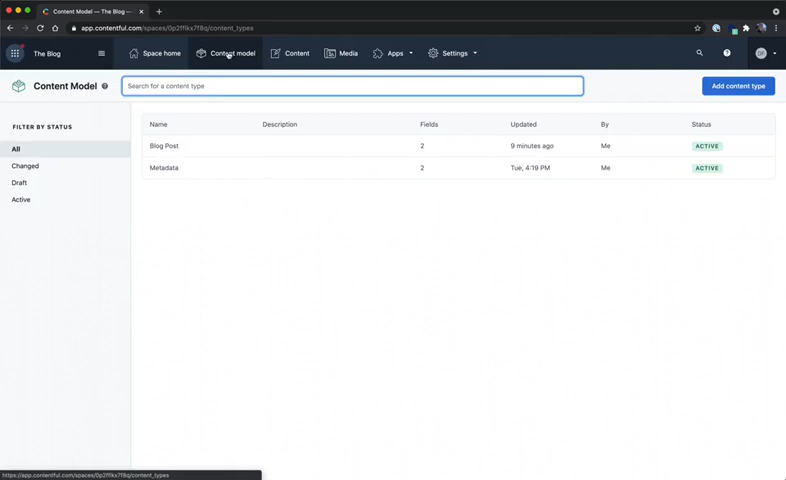 Content Model — The Blog —
app.contentful.com/spaces/0p2ffikx7f8q/content_types
The Blog
Space home
Content model
Content
Media
Apps
Settings
DF
Content Model
Search for a content type
Add content type
FILTER BY STATUS
All
Changed
Draft
Active
Name Description Fields Updated By Status
Blog Post 2 9 minutes ago Me ACTIVE
Metadata 2 Tue, 4:19 PM Me ACTIVE
https://app.contentful.com/spaces/0p2ffikx7f8q/content_types